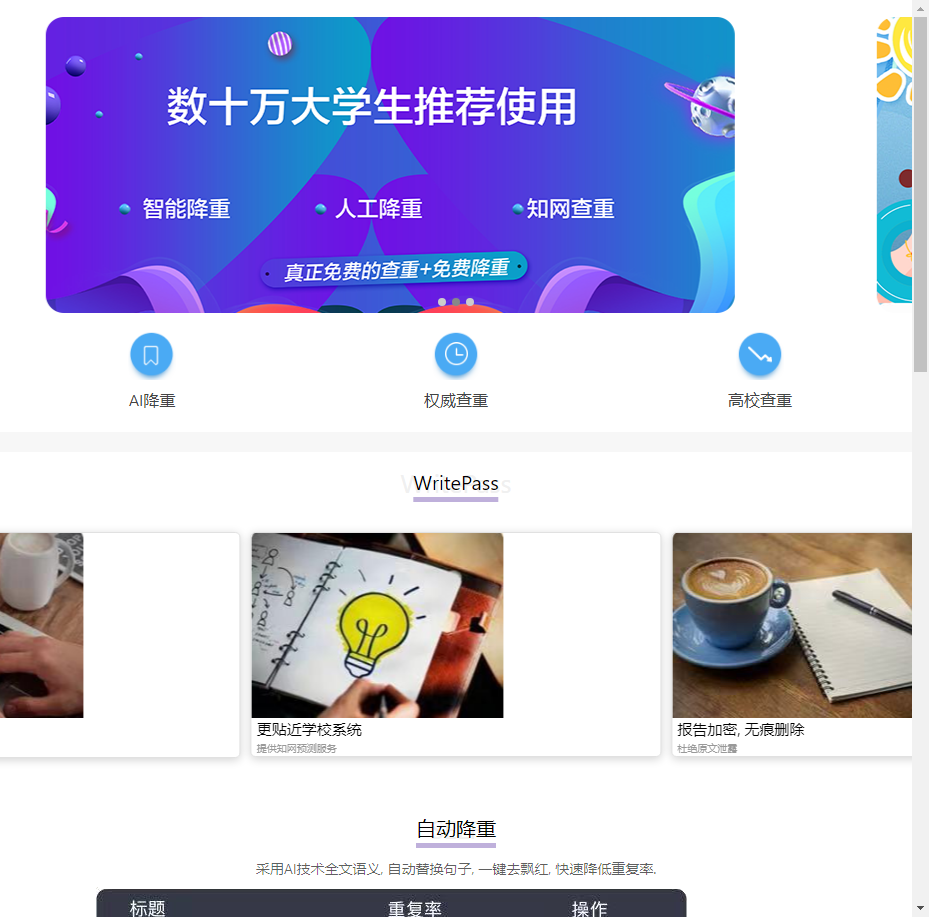 数十万大学生推荐使用
智能降重 人工降重 知网查重
真正免费的查重+免费降重
AI降重 权威查重 高校查重
WritePass
更贴近学校系统 报告加密, 无痕删除
提供知网预测服务 杜绝原文泄露
自动降重
采用AI技术全文语义, 自动替换句子, 一键去飘红, 快速降低重复率.
标题 重复率 操作